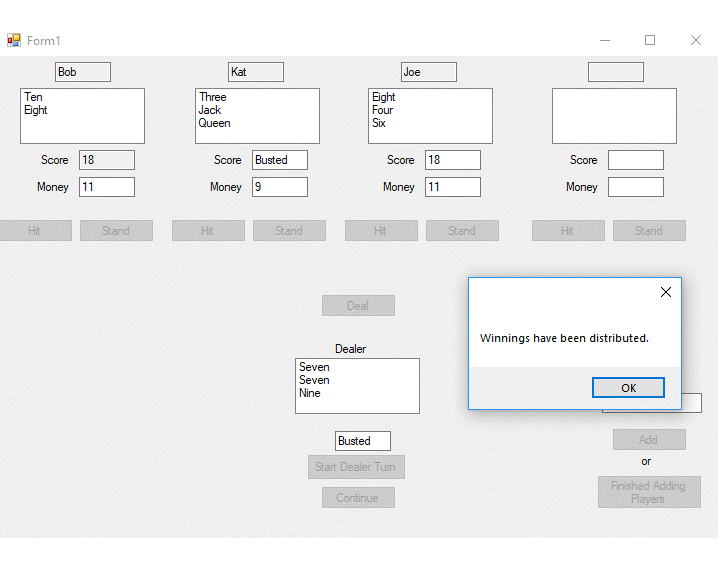 Form1
Bob
Kat
Joe
Ten
Eight
Three
Jack
Queen
Eight
Four
Six
Score 18
Score Busted
Score 18
Score
Money 11
Money 9
Money 11
Money
Hit Stand
Hit Stand
Hit Stand
Hit Stand
Deal
Dealer
Seven
Seven
Nine
Busted
Start Dealer Turn
Continue
Winnings have been distributed.
OK
Add
or
Finished Adding
Players